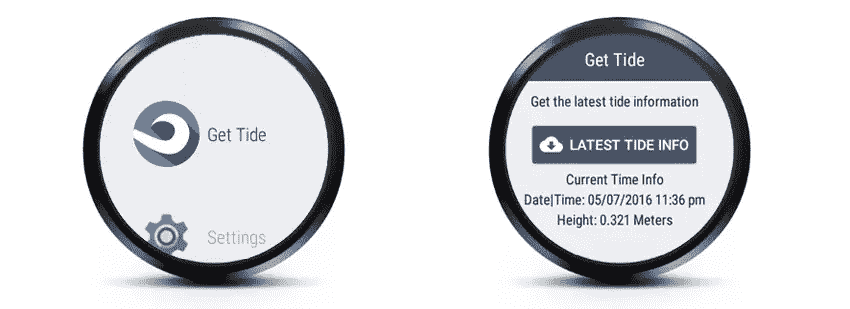 Get Tide
Settings
Get Tide
Get the latest tide information
LATEST TIDE INFO
Current Time Info
Date|Time: 05/07/2016 11:36 pm
Height: 0.321 Meters